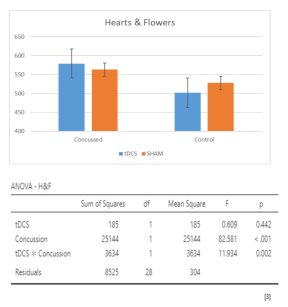 Hearts & Flowers
650
600
550
500
450
400
Concussed Control
tDCS SHAM
ANOVA - H&F
Sum of Squares df Mean Square F p
tDCS 185 1 185 0.609 0.442
Concussion 25144 1 25144 82.581 < .001
tDCS ✻ Concussion 3634 1 3634 11.934 0.002
Residuals 8525 28 304
[3]